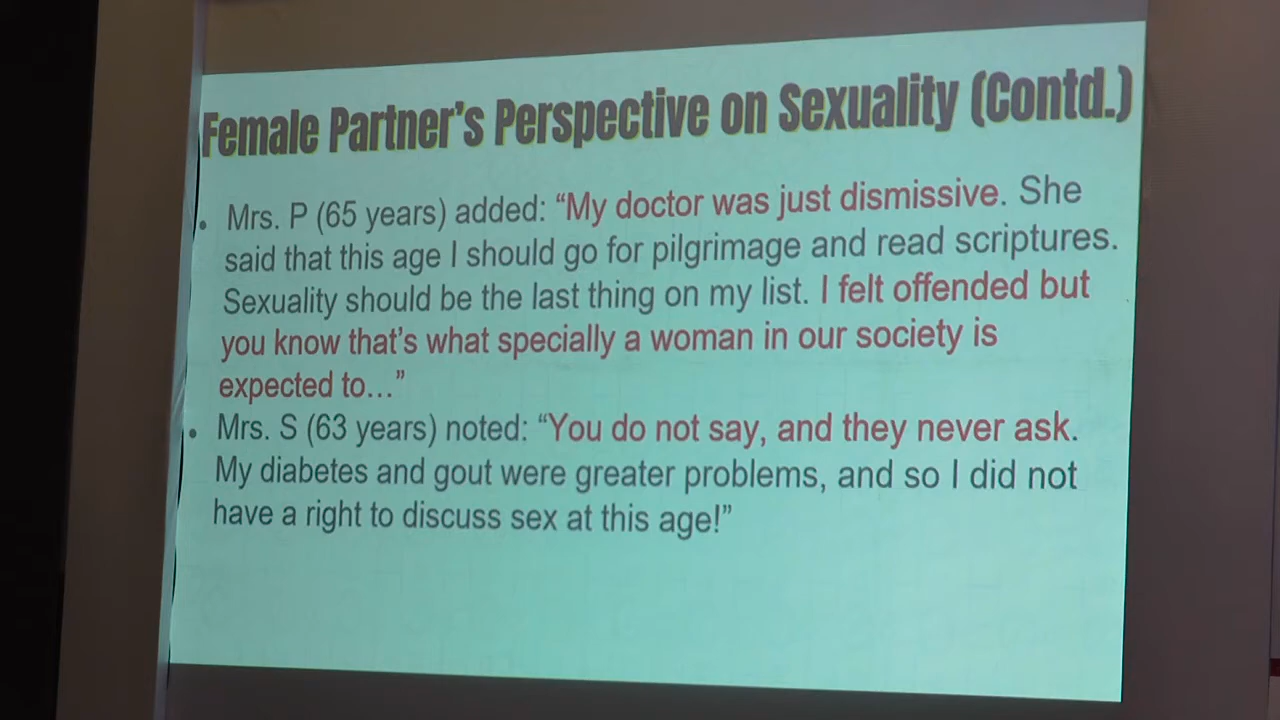 Female Partner's Perspective on Sexuality (Contd.)
• Mrs. P (65 years) added: “My doctor was just dismissive. She
said that this age I should go for pilgrimage and read scriptures.
Sexuality should be the last thing on my list. I felt offended but
you know that's what specially a woman in our society is
expected to…”
• Mrs. S (63 years) noted: “You do not say, and they never ask.
My diabetes and gout were greater problems, and so I did not
have a right to discuss sex at this age!”